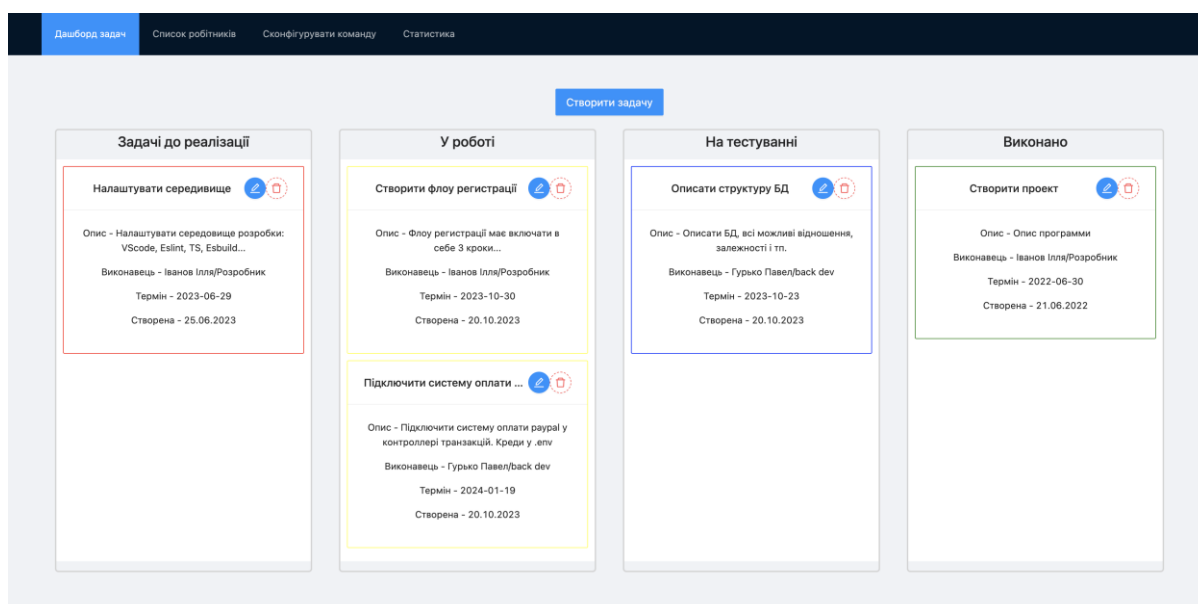 Дашборд задач
Список робітників
Сконфігурувати команду
Статистика
Створити задачу
Задачі до реалізації
Налаштувати середивище
Опис - Налаштувати середовище розробки:
VScode, Eslint, TS, Esbuild...
Виконавець - Іванов Ілля/Розробник
Термін - 2023-06-29
Створена - 25.06.2023
У роботі
Створити флоу регистрації
Опис - Флоу регистрації має включати в
себе 3 кроки...
Виконавець - Іванов Ілля/Розробник
Термін - 2023-10-30
Створена - 20.10.2023
Підключити систему оплати ...
Опис - Підключити систему оплати paypal у
контроллері транзакцій. Креди у .env
Виконавець - Гурько Павел/back dev
Термін - 2024-01-19
Створена - 20.10.2023
На тестуванні
Описати структуру БД
Опис - Описати БД, всі можливі відношення,
залежності і тп.
Виконавець - Гурько Павел/back dev
Термін - 2023-10-23
Створена - 20.10.2023
Виконано
Створити проект
Опис - Опис программи
Виконавець - Іванов Ілля/Розробник
Термін - 2022-06-30
Створена - 21.06.2022